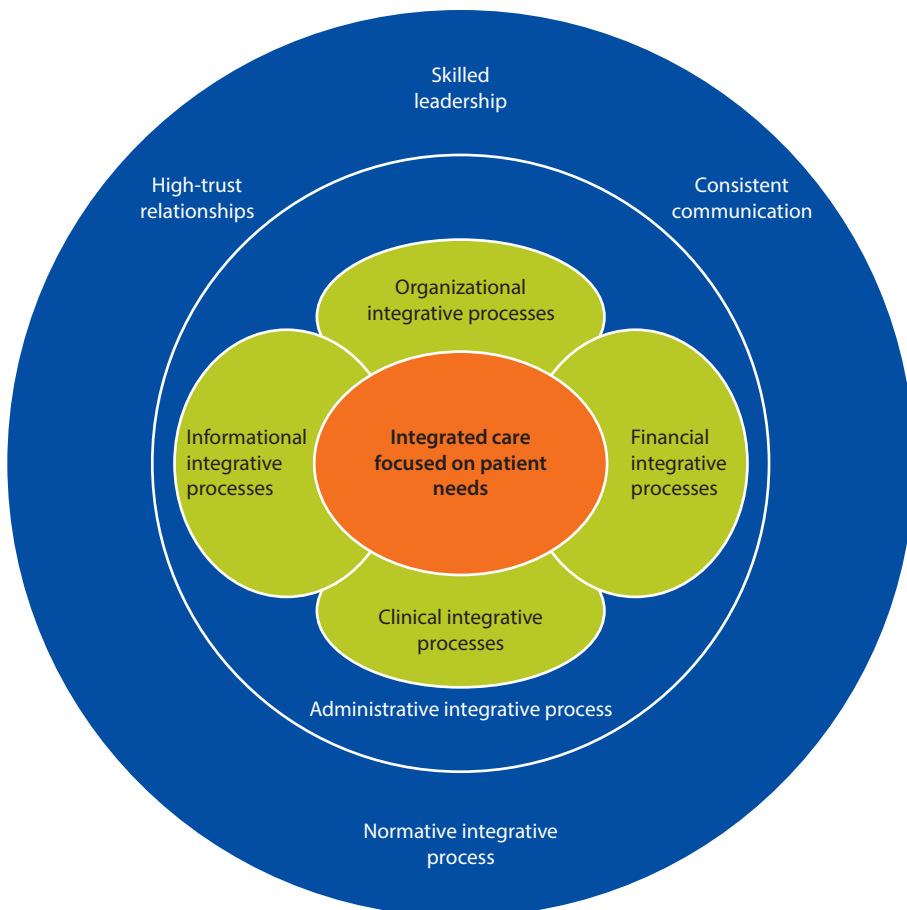 Skilled
leadership
High-trust
relationships
Consistent
communication
Organizational
integrative processes
Informational
integrative
processes
Integrated care
focused on patient
needs
Financial
integrative
processes
Clinical integrative
processes
Administrative integrative process
Normative integrative
process